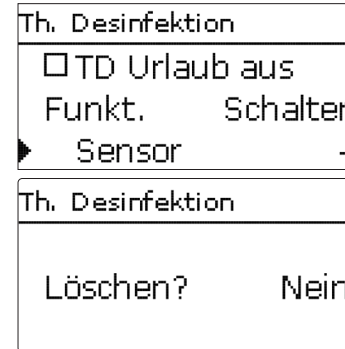 Th. Desinfektion
TD Urlaub aus
Funkt. Schalter
Sensor -
Th. Desinfektion
Löschen? Nein